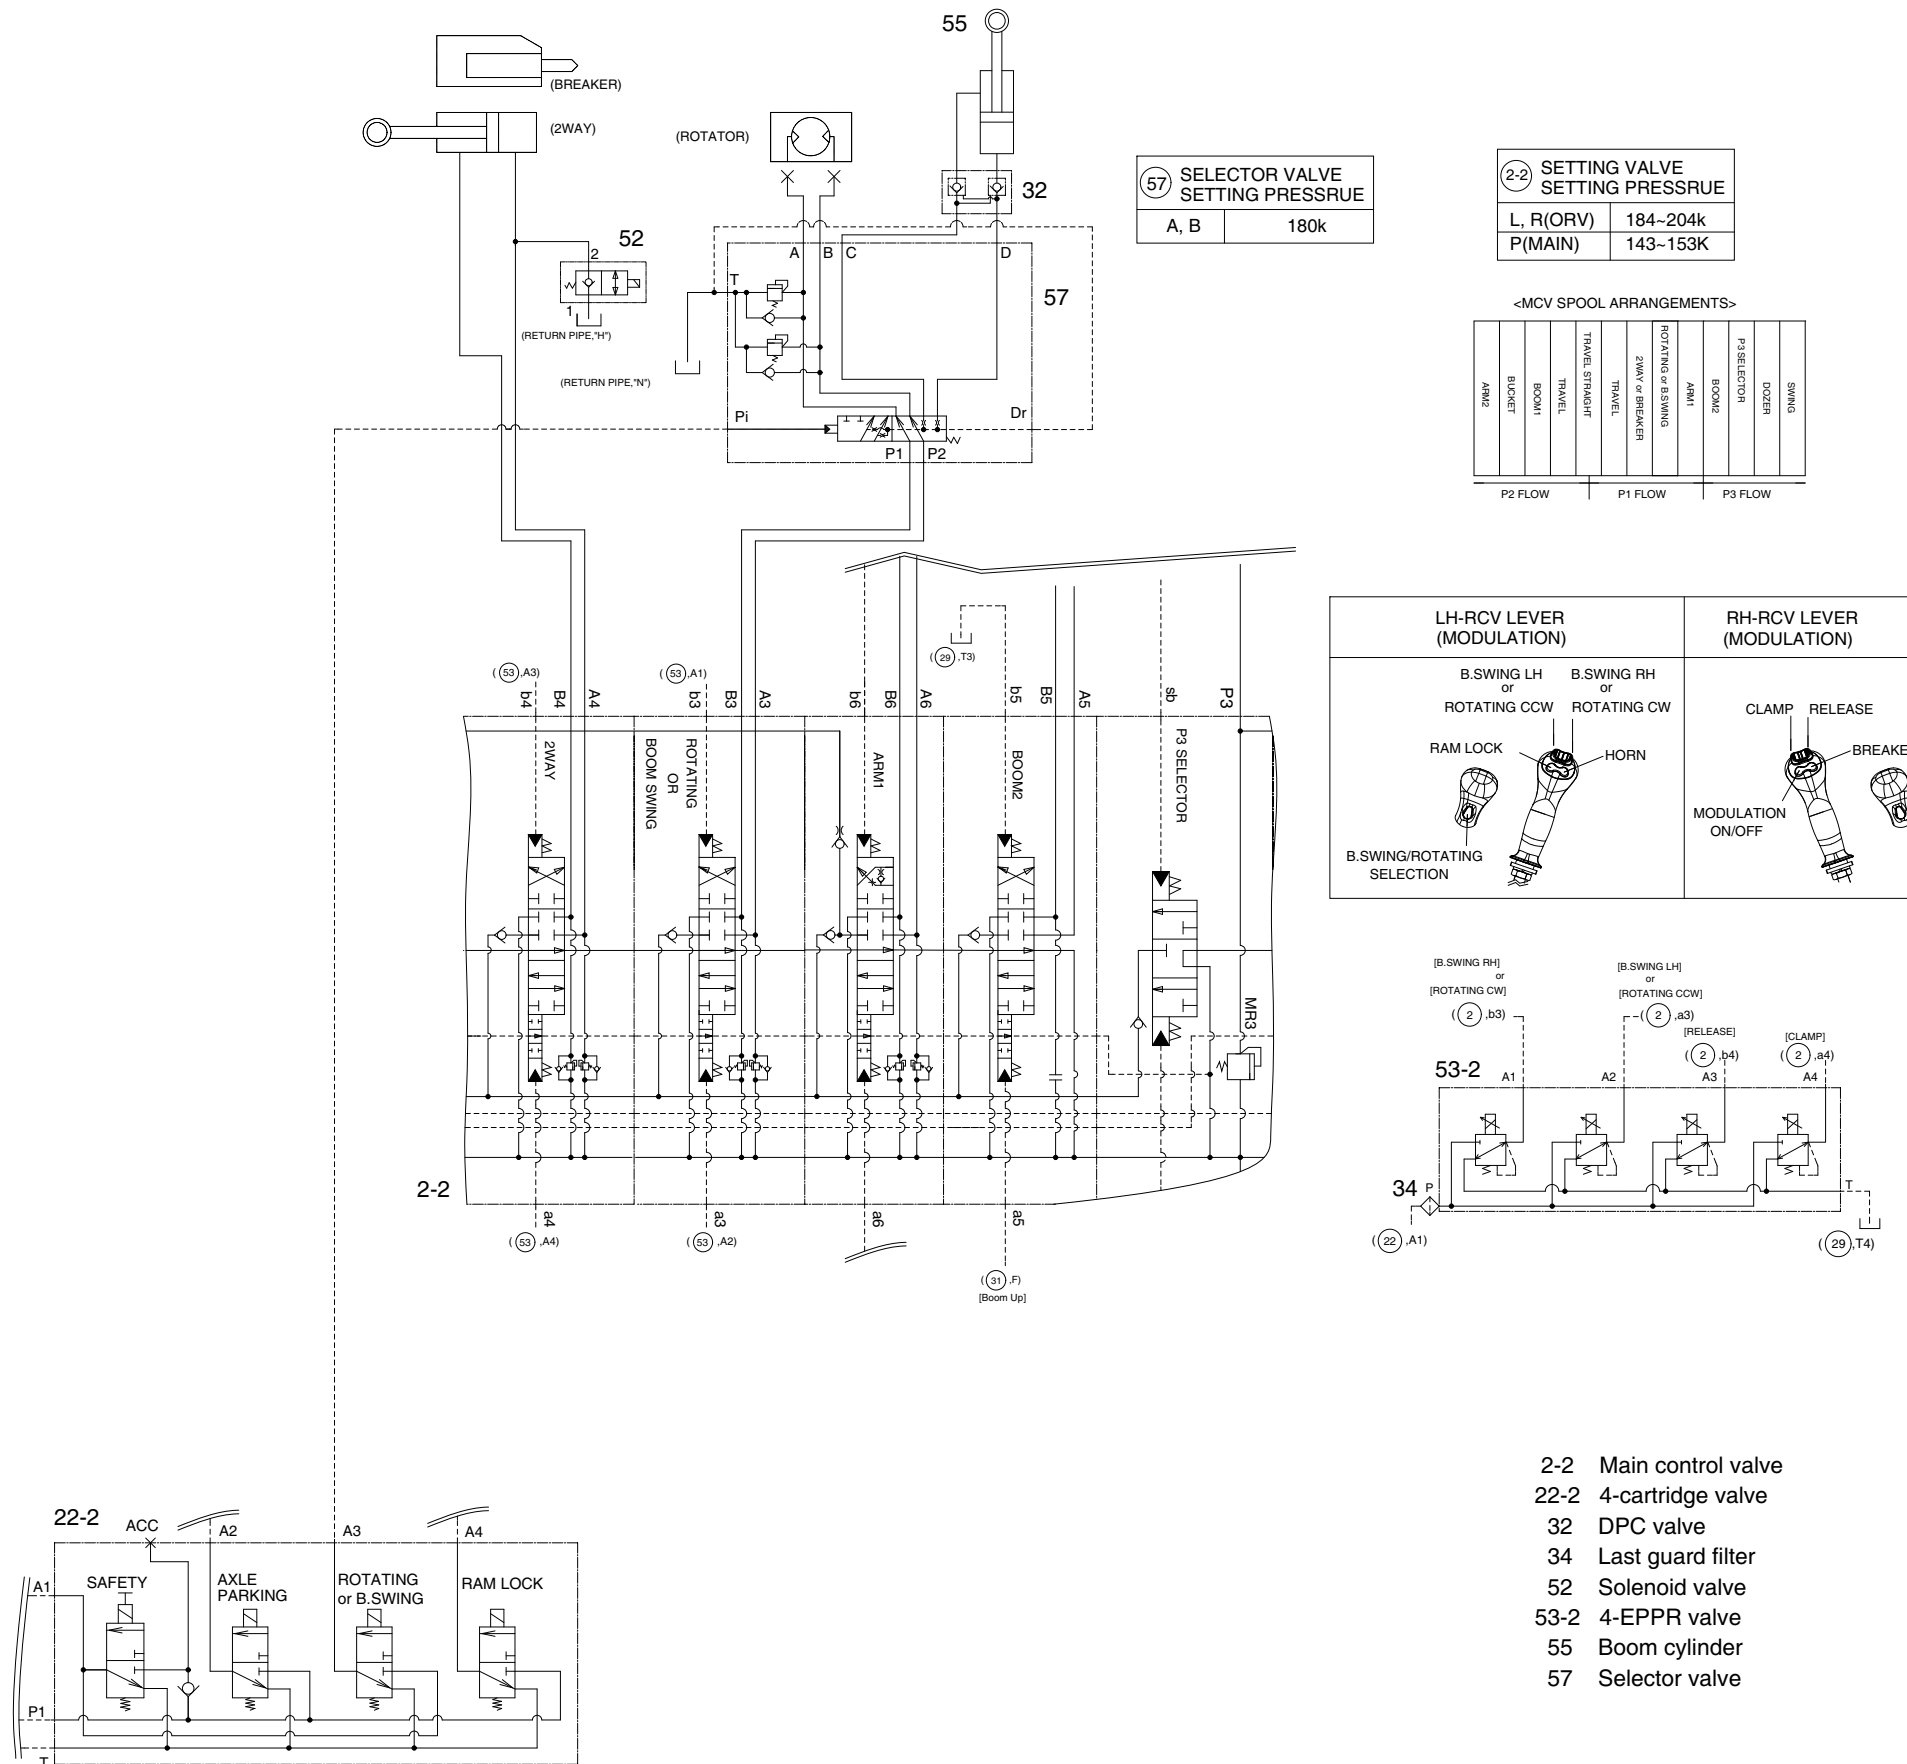 (BREAKER)
(2WAY)
(ROTATOR)
55
32
52
2
1
(RETURN PIPE,"H")
(RETURN PIPE,"N")
A
B
C
D
T
57
Pi
Dr
P1
P2
57 SELECTOR VALVE
SETTING PRESSRUE
A, B 180k
2-2 SETTING VALVE
SETTING PRESSRUE
L, R(ORV) 184~204k
P(MAIN) 143~153K
<MCV SPOOL ARRANGEMENTS>
ARM2
BUCKET
BOOM1
TRAVEL
TRAVEL STRAIGHT
TRAVEL
2WAY or BREAKER
ROTATING or B.SWING
ARM1
BOOM2
P3 SELECTOR
DOZER
SWING
P2 FLOW
P1 FLOW
P3 FLOW
LH-RCV LEVER
(MODULATION)
RH-RCV LEVER
(MODULATION)
B.SWING LH
or
ROTATING CCW
B.SWING RH
or
ROTATING CW
RAM LOCK
HORN
B.SWING/ROTATING
SELECTION
CLAMP
RELEASE
BREAKE
MODULATION
ON/OFF
(53,A3)
b4
B4
A4
(53,A1)
b3
B3
A3
b6
B6
A6
(29,T3)
b5
B5
A5
sb
P3
2WAY
ROTATING
OR
BOOM SWING
ARM1
BOOM2
P3 SELECTOR
MR3
2-2
a4
(53,A4)
a3
(53,A2)
a6
a5
(31,F)
[Boom Up]
[B.SWING RH]
or
[ROTATING CW]
(2,b3)
[B.SWING LH]
or
[ROTATING CCW]
(2,a3)
[RELEASE]
(2,b4)
[CLAMP]
(2,a4)
53-2
A1
A2
A3
A4
34
P
T
(22,A1)
(29,T4)
22-2
ACC
A2
A3
A4
A1
SAFETY
AXLE
PARKING
ROTATING
or B.SWING
RAM LOCK
P1
T
2-2 Main control valve
22-2 4-cartridge valve
32 DPC valve
34 Last guard filter
52 Solenoid valve
53-2 4-EPPR valve
55 Boom cylinder
57 Selector valve